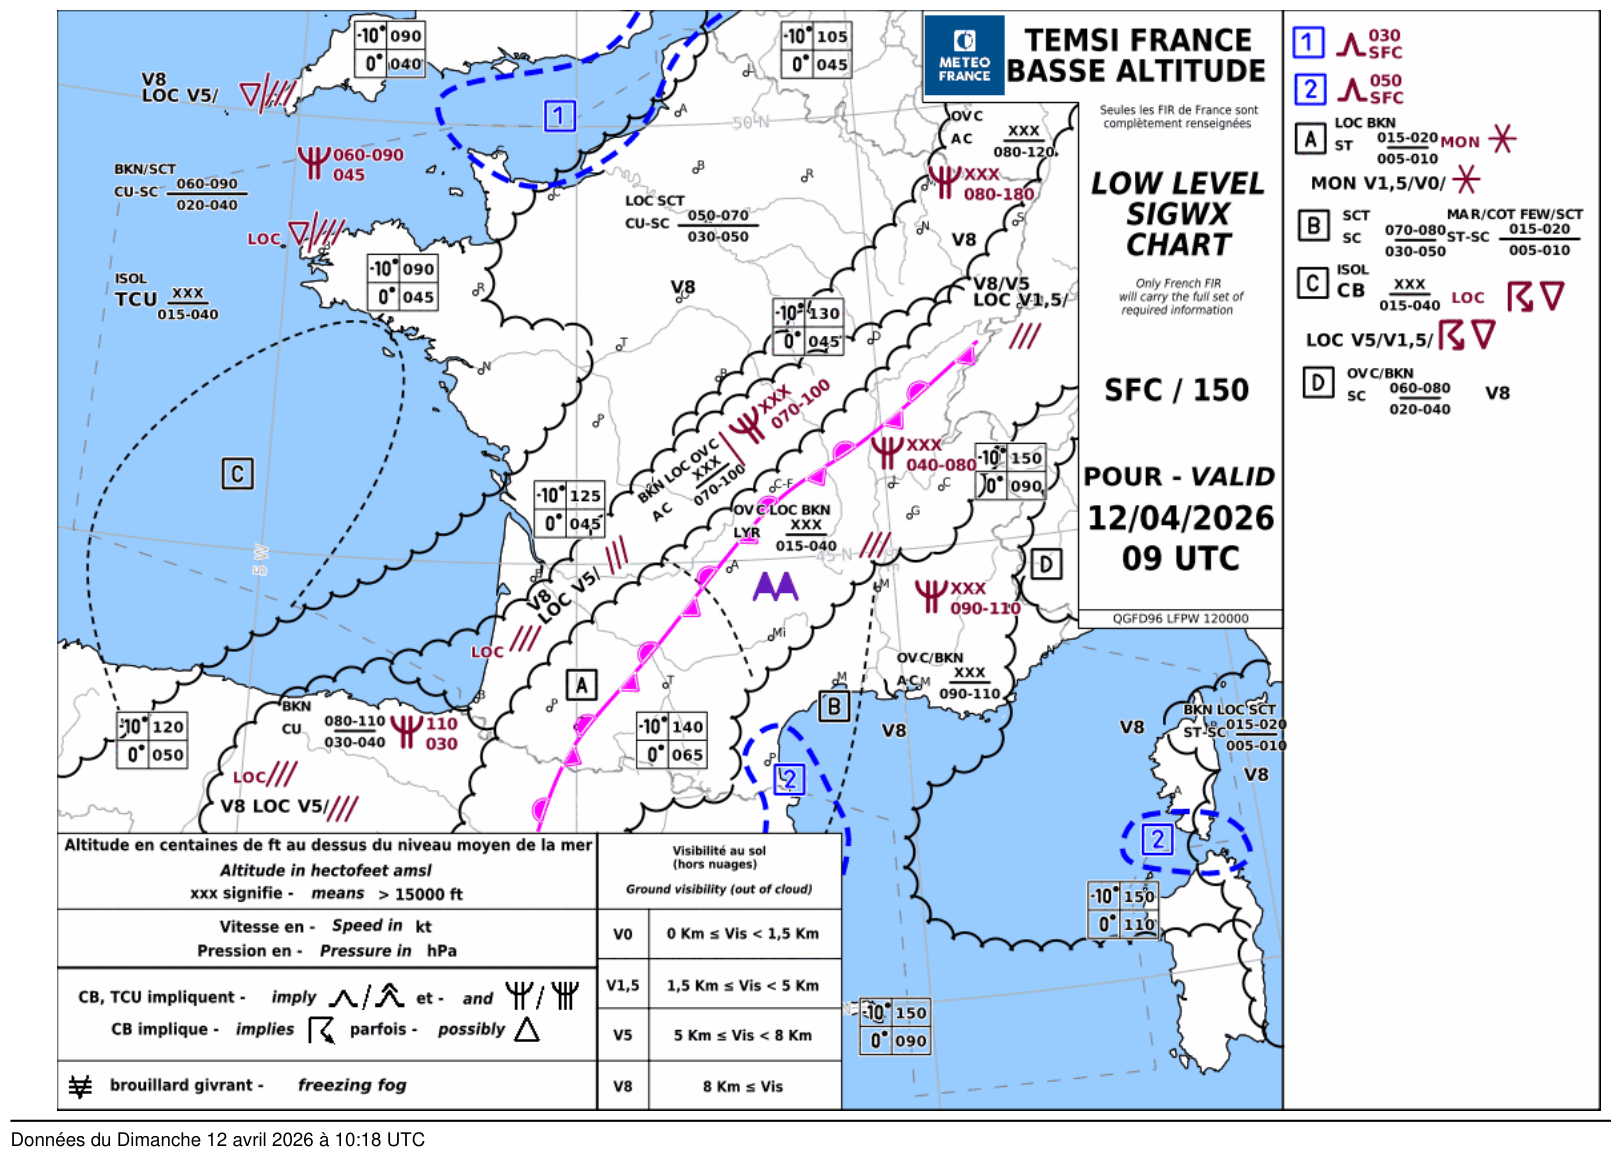 -10° 090
0° 040
-10° 105
0° 045
METEO
FRANCE
TEMSI FRANCE
BASSE ALTITUDE
Seules les FIR de France sont
complètement renseignées
LOW LEVEL
SIGWX
CHART
Only French FIR
will carry the full set of
required information
SFC / 150
POUR - VALID
12/04/2026
09 UTC
QGFD96 LFPW 120000
1 030
SFC
2 050
SFC
A LOC BKN
ST 015-020
005-010
MON
MON V1,5/V0/
B SCT
SC 070-080
030-050
MAR/COT FEW/SCT
ST-SC 015-020
005-010
C ISOL
CB XXX
015-040
LOC
LOC V5/V1,5/
D OVC/BKN
SC 060-080
020-040
V8
V8
LOC V5/
1
A
50°N
OVC
AC XXX
080-120
060-090
045
BKN/SCT
CU-SC 060-090
020-040
C
B
R
XXX
080-180
LOC SCT
CU-SC 050-070
030-050
LOC
V8
N
S
-10° 090
0° 045
ISOL
TCU XXX
015-040
R
V8
V8/V5
LOC V1,5/
-10° 130
0° 045
T
D
N
B
P
XXX
070-100
BKN LOC OVC
AC XXX
070-100
C
XXX
040-080
-10° 150
0° 090
-10° 125
0° 045
C-F
L
C
G
OVC LOC BKN
LYR XXX
015-040
45°N
5°W
V8
LOC V5/
A
M
D
XXX
090-110
LOC
Mi
A
T
P
B
OVC/BKN
AC XXX
090-110
M
M
N
B
-10° 120
0° 050
BKN
CU 080-110
030-040
110
030
LOC
V8 LOC V5/
-10° 140
0° 065
P
2
V8
V8
BKN LOC SCT
ST-SC 015-020
005-010
V8
A
2
-10° 150
0° 110
-10° 150
0° 090
Altitude en centaines de ft au dessus du niveau moyen de la mer
Altitude in hectofeet amsl
xxx signifie - means > 15000 ft
Vitesse en - Speed in kt
Pression en - Pressure in hPa
CB, TCU impliquent - imply / et - and /
CB implique - implies parfois - possibly
brouillard givrant - freezing fog
Visibilité au sol
(hors nuages)
Ground visibility (out of cloud)
V0 0 Km ≤ Vis < 1,5 Km
V1,5 1,5 Km ≤ Vis < 5 Km
V5 5 Km ≤ Vis < 8 Km
V8 8 Km ≤ Vis
Données du Dimanche 12 avril 2026 à 10:18 UTC